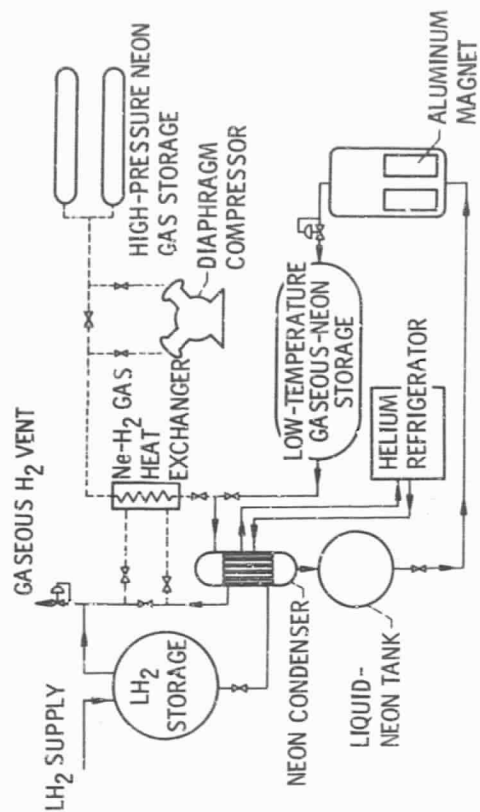 LH2 SUPPLY
GASEOUS H2 VENT
LH2
STORAGE
Ne-H2 GAS
HEAT
EXCHANGER
HIGH-PRESSURE NEON
GAS STORAGE
DIAPHRAGM
COMPRESSOR
LOW-TEMPERATURE
GASEOUS-NEON
STORAGE
HELIUM
REFRIGERATOR
NEON CONDENSER
LIQUID-
NEON TANK
ALUMINUM
MAGNET